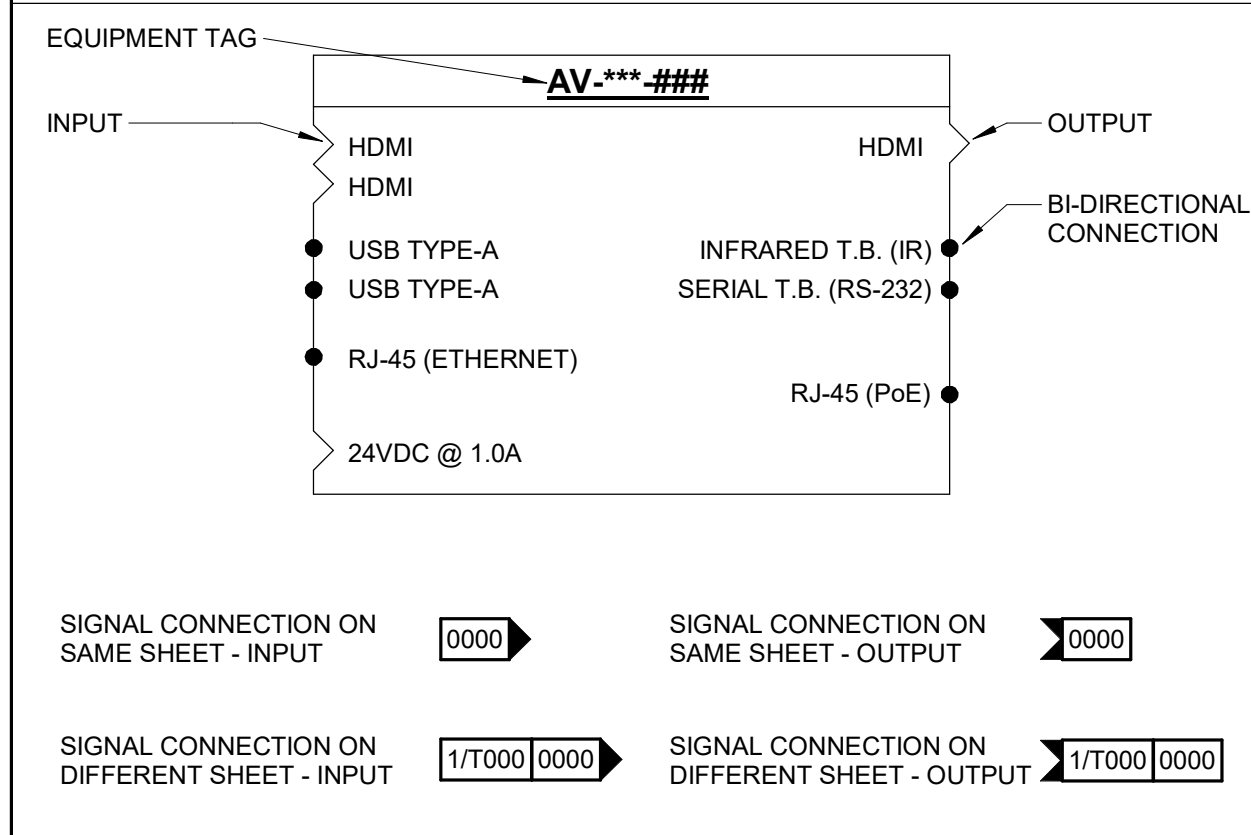 EQUIPMENT TAG
AV-***-###
INPUT
OUTPUT
HDMI
HDMI
HDMI
BI-DIRECTIONAL
CONNECTION
USB TYPE-A
INFRARED T.B. (IR)
USB TYPE-A
SERIAL T.B. (RS-232)
RJ-45 (ETHERNET)
RJ-45 (PoE)
24VDC @ 1.0A
SIGNAL CONNECTION ON
SAME SHEET - INPUT
0000
SIGNAL CONNECTION ON
SAME SHEET - OUTPUT
0000
SIGNAL CONNECTION ON
DIFFERENT SHEET - INPUT
1/T000 0000
SIGNAL CONNECTION ON
DIFFERENT SHEET - OUTPUT
1/T000 0000